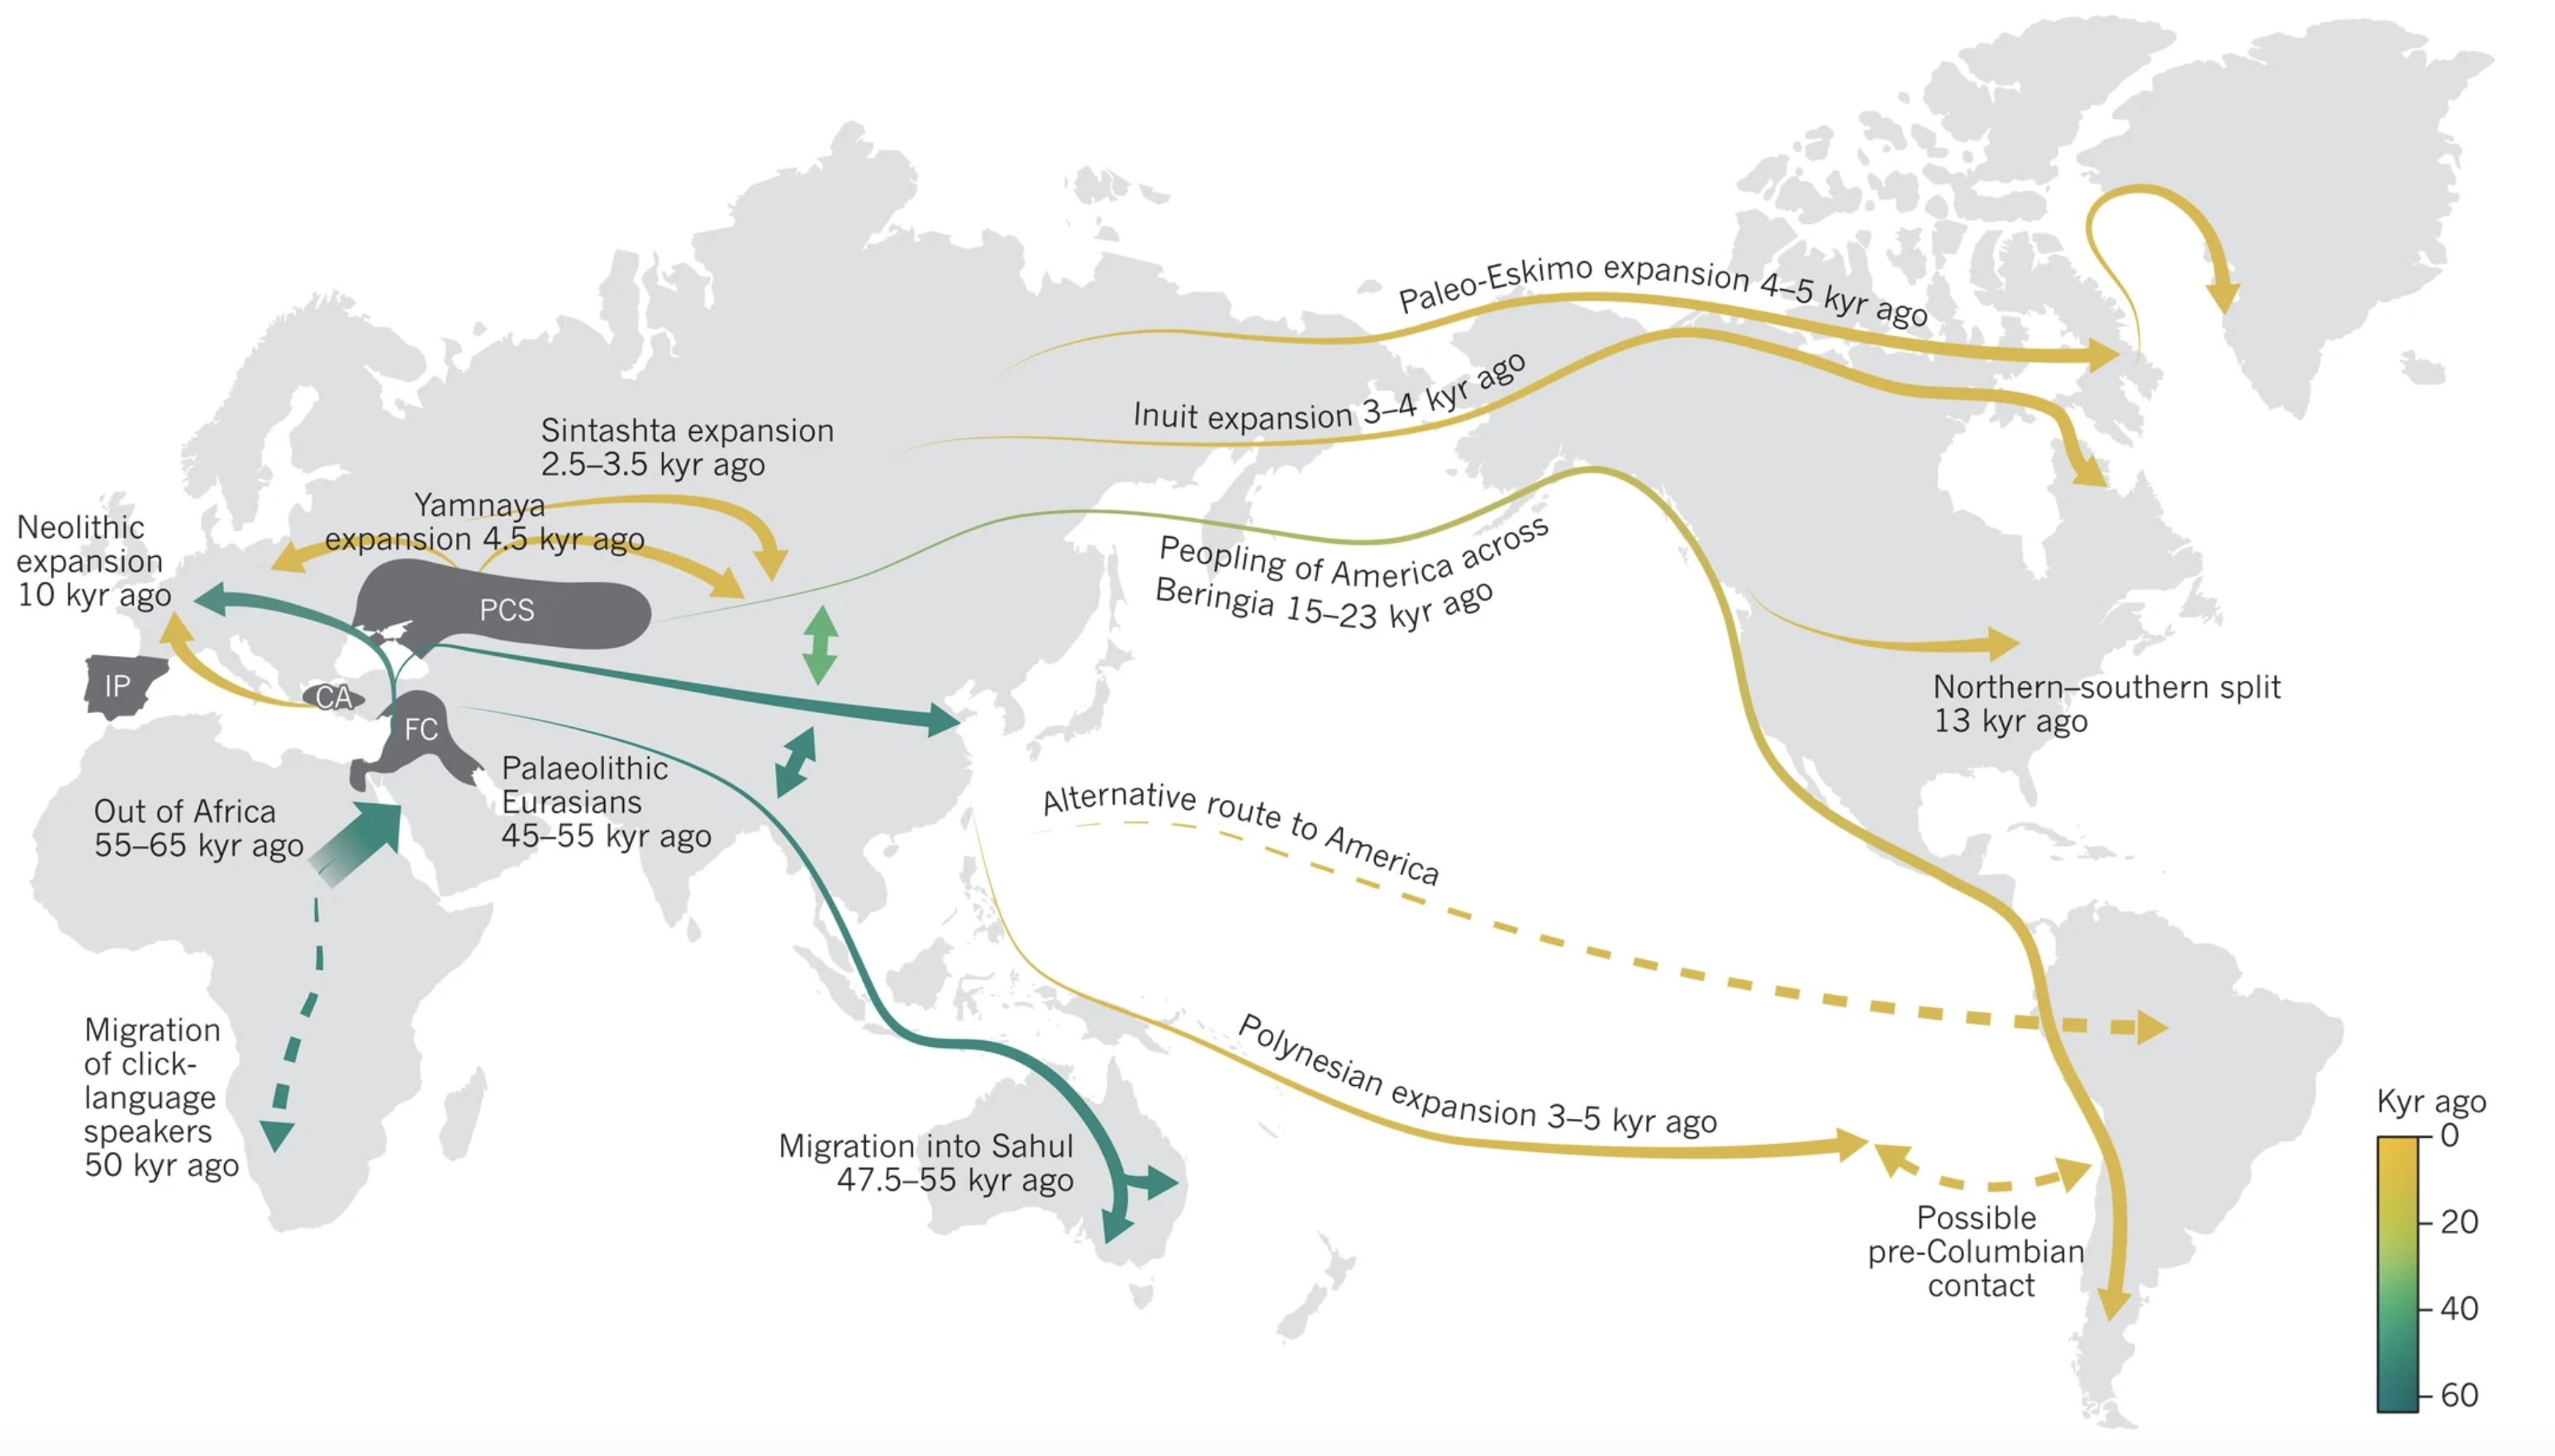 Paleo-Eskimo expansion 4–5 kyr ago
Inuit expansion 3–4 kyr ago
Sintashta expansion
2.5–3.5 kyr ago
Yamnaya
expansion 4.5 kyr ago
Neolithic
expansion
10 kyr ago
PCS
IP
CA
FC
Peopling of America across
Beringia 15–23 kyr ago
Northern–southern split
13 kyr ago
Palaeolithic
Eurasians
45–55 kyr ago
Out of Africa
55–65 kyr ago
Alternative route to America
Migration
of click-
language
speakers
50 kyr ago
Polynesian expansion 3–5 kyr ago
Migration into Sahul
47.5–55 kyr ago
Possible
pre-Columbian
contact
Kyr ago
0
20
40
60